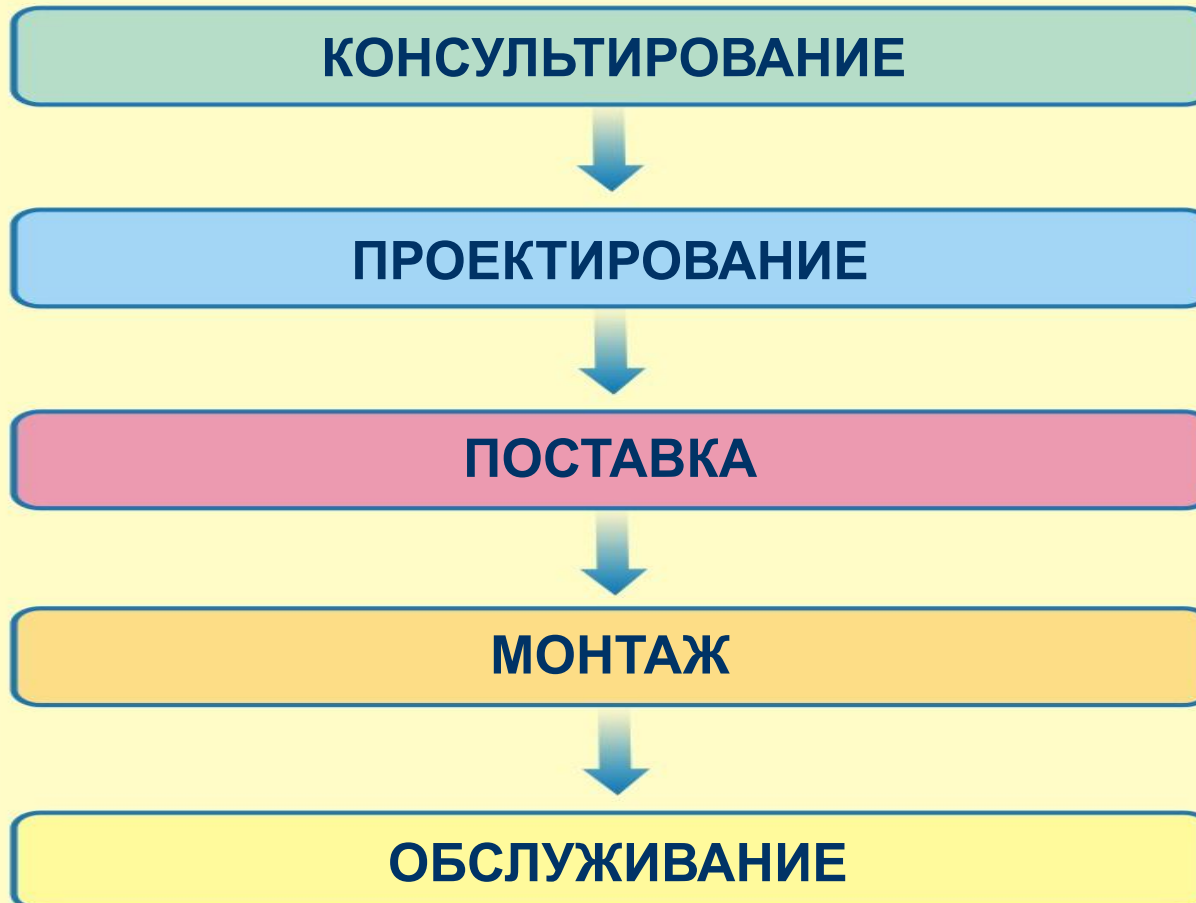 КОНСУЛЬТИРОВАНИЕ
ПРОЕКТИРОВАНИЕ
ПОСТАВКА
МОНТАЖ
ОБСЛУЖИВАНИЕ